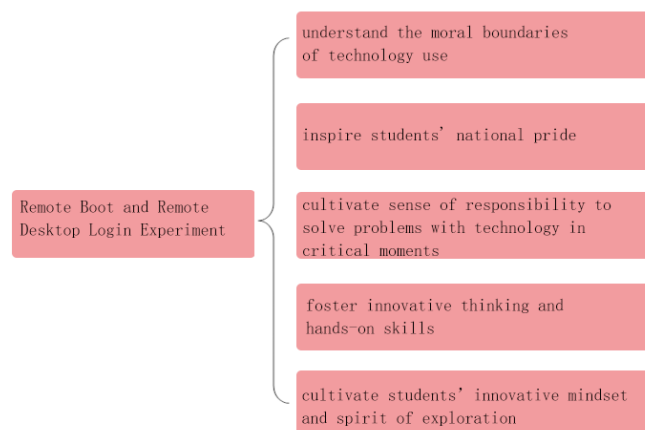 understand the moral boundaries
of technology use
inspire students' national pride
Remote Boot and Remote
Desktop Login Experiment
cultivate sense of responsibility to
solve problems with technology in
critical moments
foster innovative thinking and
hands-on skills
cultivate students' innovative mindset
and spirit of exploration